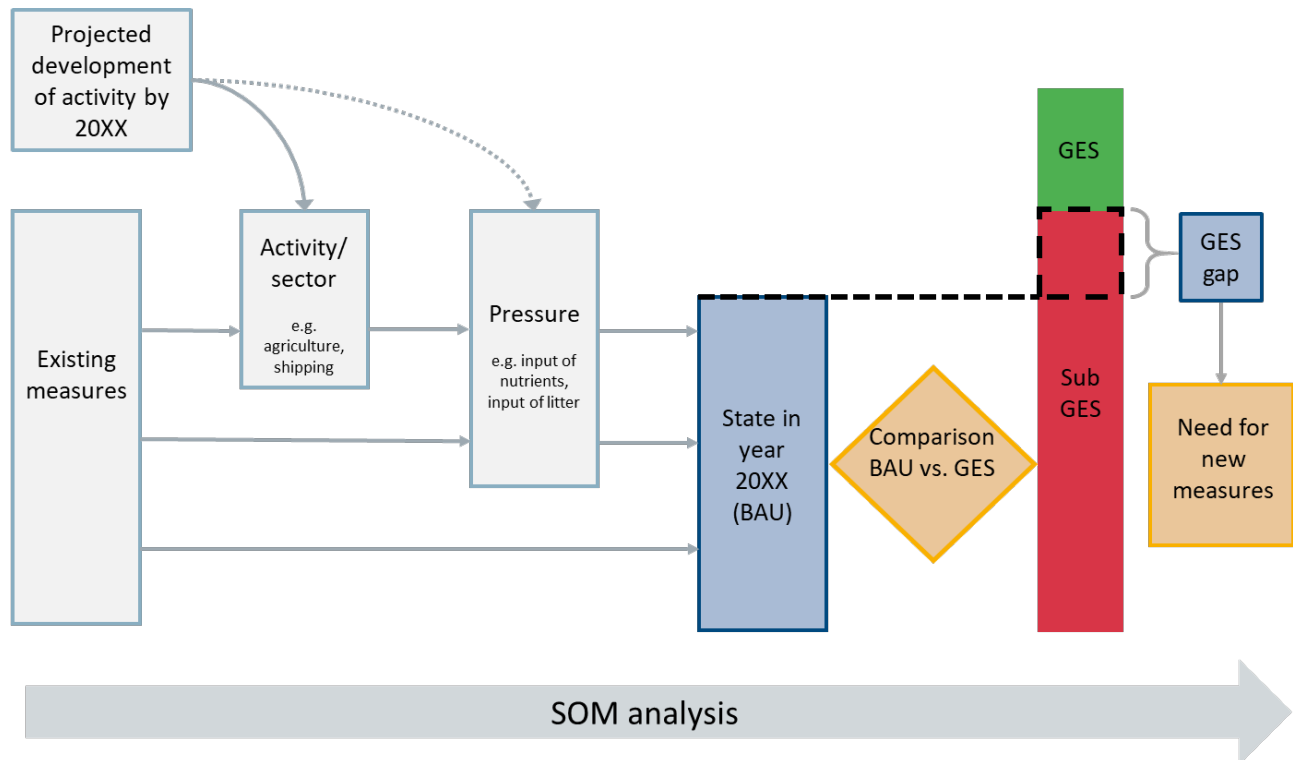 Projected
development
of activity by
20XX
Existing
measures
Activity/
sector
e.g.
agriculture,
shipping
Pressure
e.g. input of
nutrients,
input of litter
State in
year
20XX
(BAU)
Comparison
BAU vs. GES
GES
Sub
GES
GES
gap
Need for
new
measures
SOM analysis